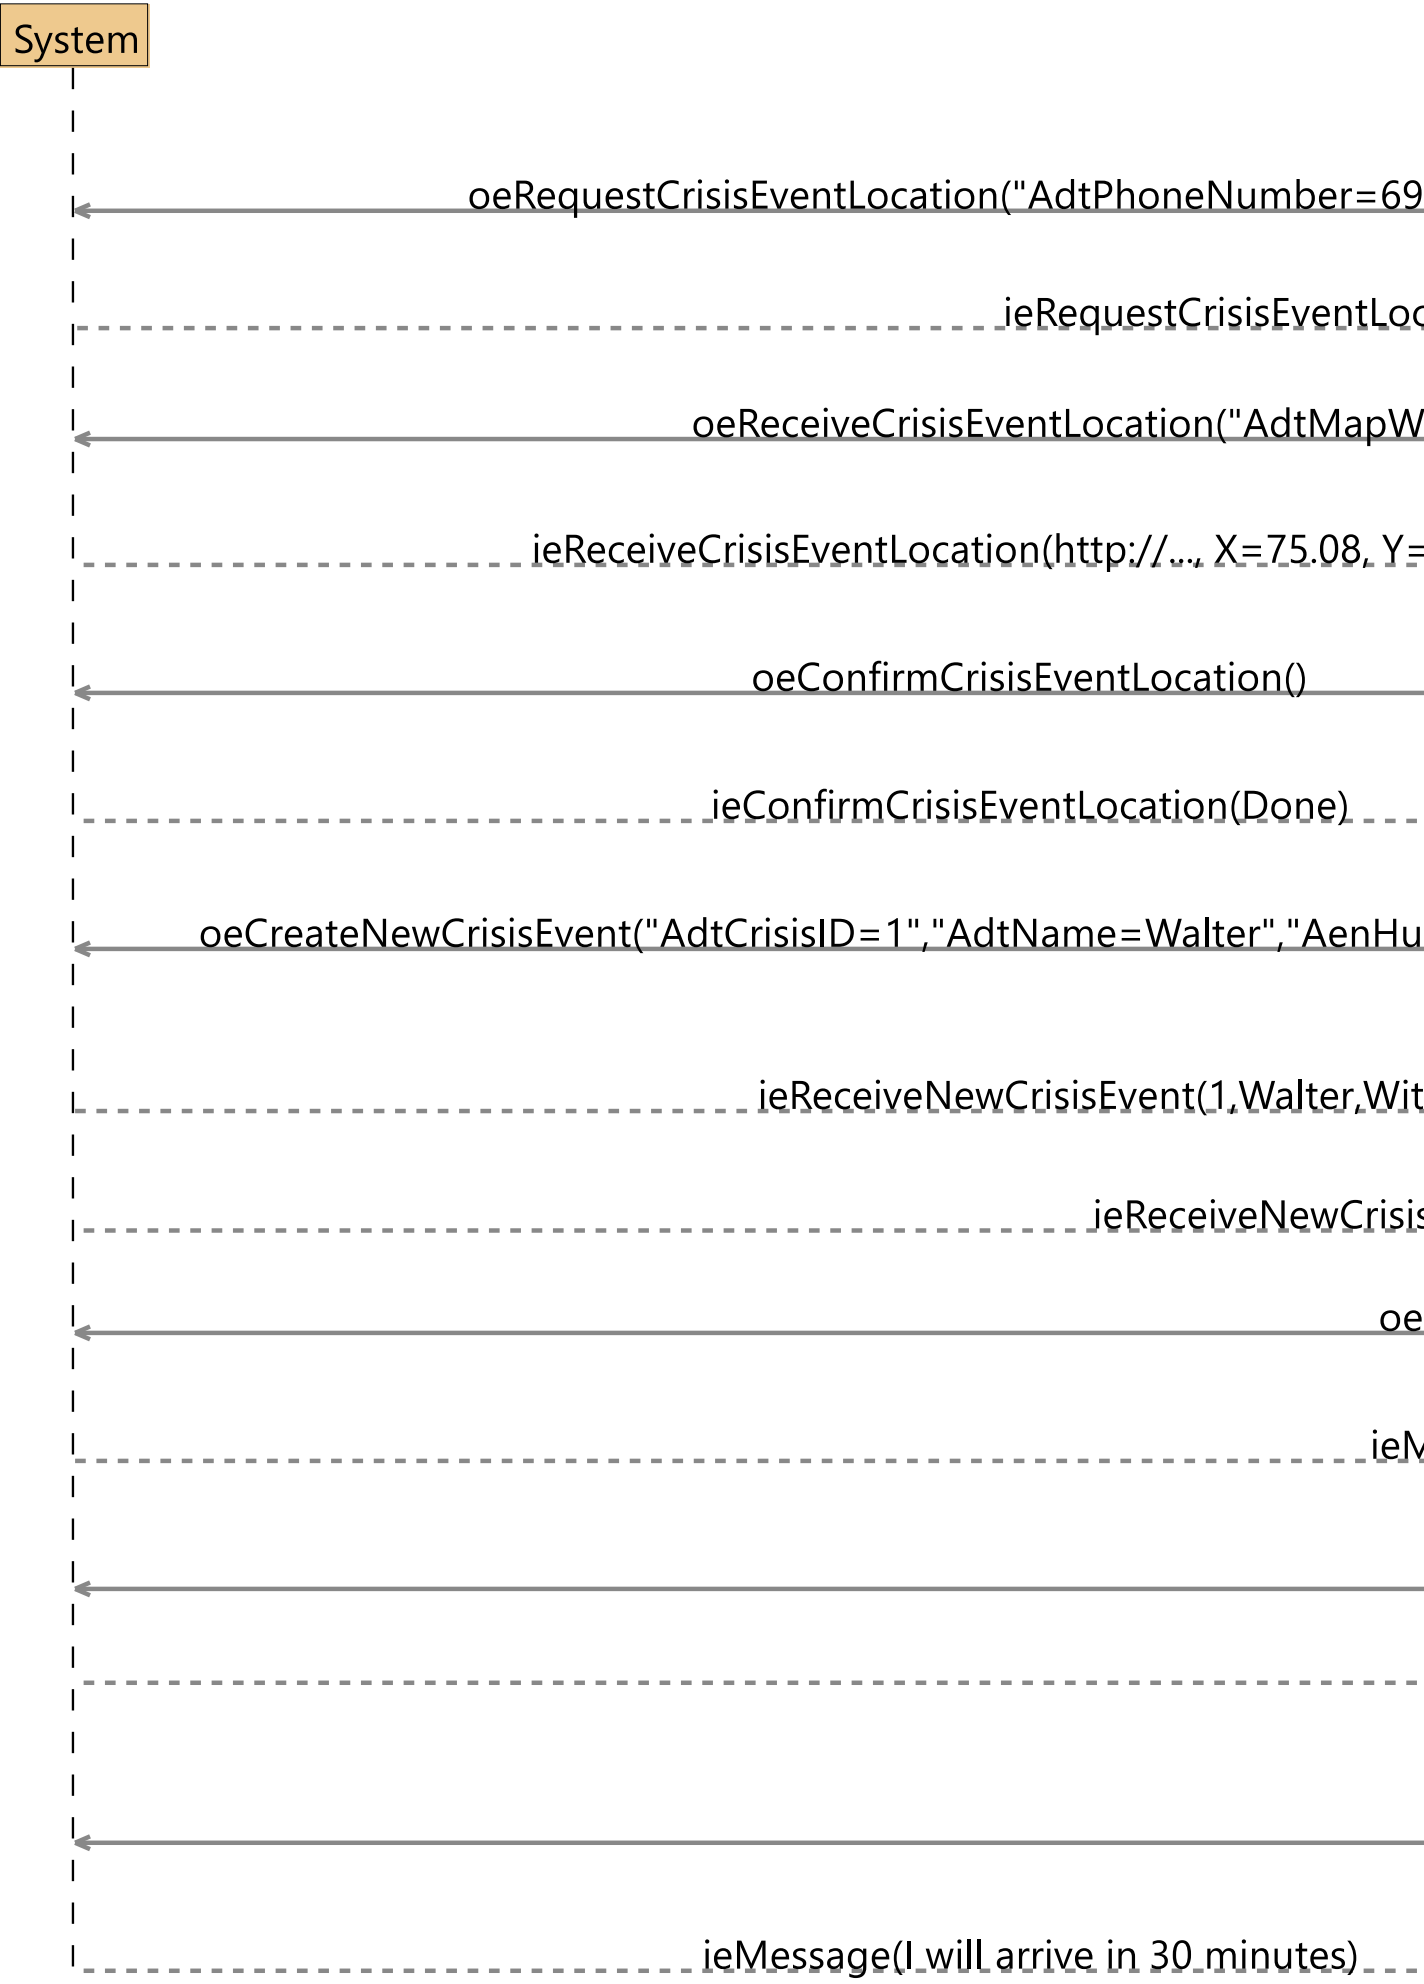 System
oeRequestCrisisEventLocation("AdtPhoneNumber=69
ieRequestCrisisEventLoc
oeReceiveCrisisEventLocation("AdtMapW
ieReceiveCrisisEventLocation(http://..., X=75.08, Y=
oeConfirmCrisisEventLocation()
ieConfirmCrisisEventLocation(Done)
oeCreateNewCrisisEvent("AdtCrisisID=1","AdtName=Walter","AenHu
ieReceiveNewCrisisEvent(1,Walter,Wit
ieReceiveNewCrisis
oe
ieM
ieMessage(I will arrive in 30 minutes)